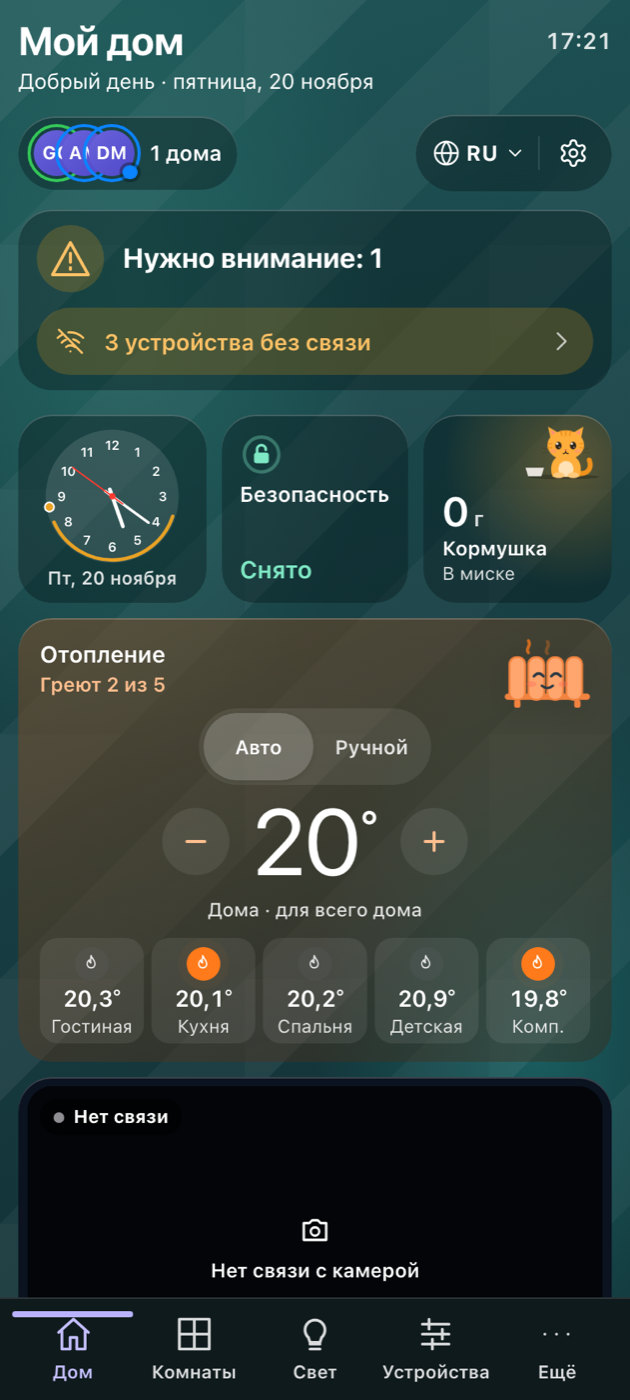 Мой дом
17:21
Добрый день · пятница, 20 ноября
DM
1 дома
RU
Нужно внимание: 1
3 устройства без связи
12
1
2
3
4
5
6
7
8
9
10
11
Пт, 20 ноября
Безопасность
Снято
0 г
Кормушка
В миске
Отопление
Греют 2 из 5
Авто
Ручной
− 20° +
Дома · для всего дома
20,3°
Гостиная
20,1°
Кухня
20,2°
Спальня
20,9°
Детская
19,8°
Комп.
Нет связи
Нет связи с камерой
Дом
Комнаты
Свет
Устройства
Ещё